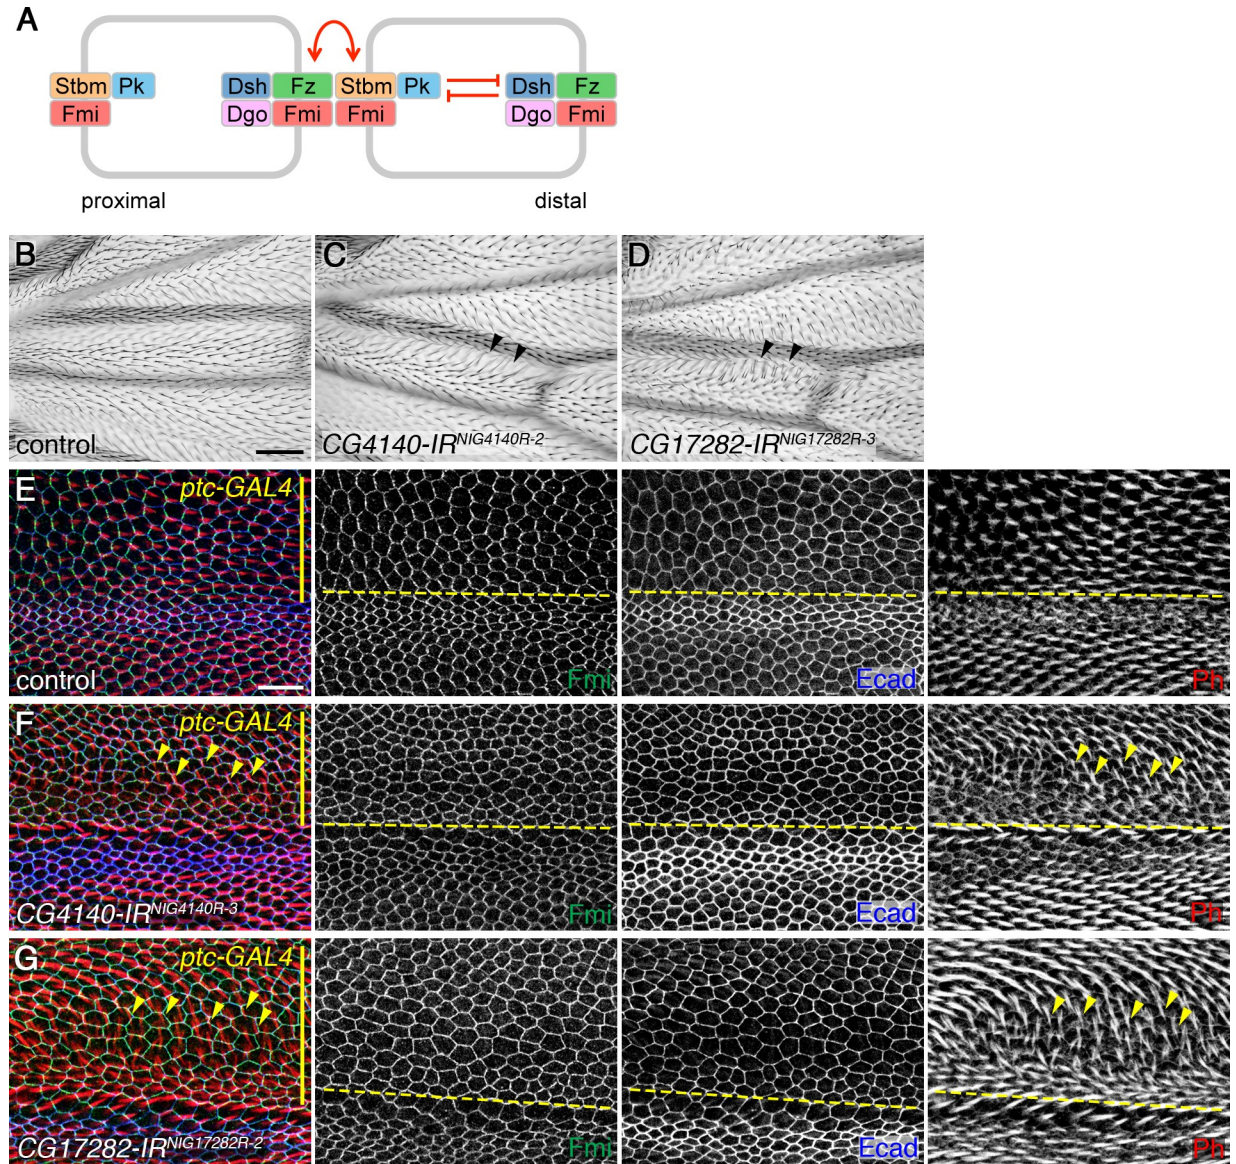 A
Stbm Pk Dsh Fz Stbm Pk Dsh Fz
Fmi Dgo Fmi Fmi Dgo Fmi
proximal distal
B C D
control CG4140-IR^NIG4140R-2 CG17282-IR^NIG17282R-3
E ptc-GAL4
control Fmi Ecad Ph
F ptc-GAL4
CG4140-IR^NIG4140R-3 Fmi Ecad Ph
G ptc-GAL4
CG17282-IR^NIG17282R-2 Fmi Ecad Ph